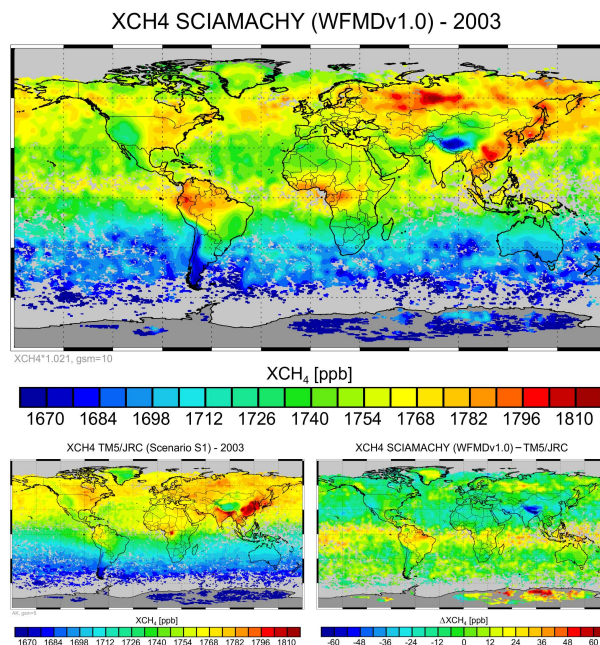 XCH4 SCIAMACHY (WFMDv1.0) - 2003
XCH4*1.021, gsm=10
XCH₄ [ppb]
1670 1684 1698 1712 1726 1740 1754 1768 1782 1796 1810
XCH4 TM5/JRC (Scenario S1) - 2003
XCH4 SCIAMACHY (WFMDv1.0) – TM5/JRC
AK, gsm=5
XCH₄ [ppb]
ΔXCH₄ [ppb]
1670 1684 1698 1712 1726 1740 1754 1768 1782 1796 1810
-60 -48 -36 -24 -12 0 12 24 36 48 60